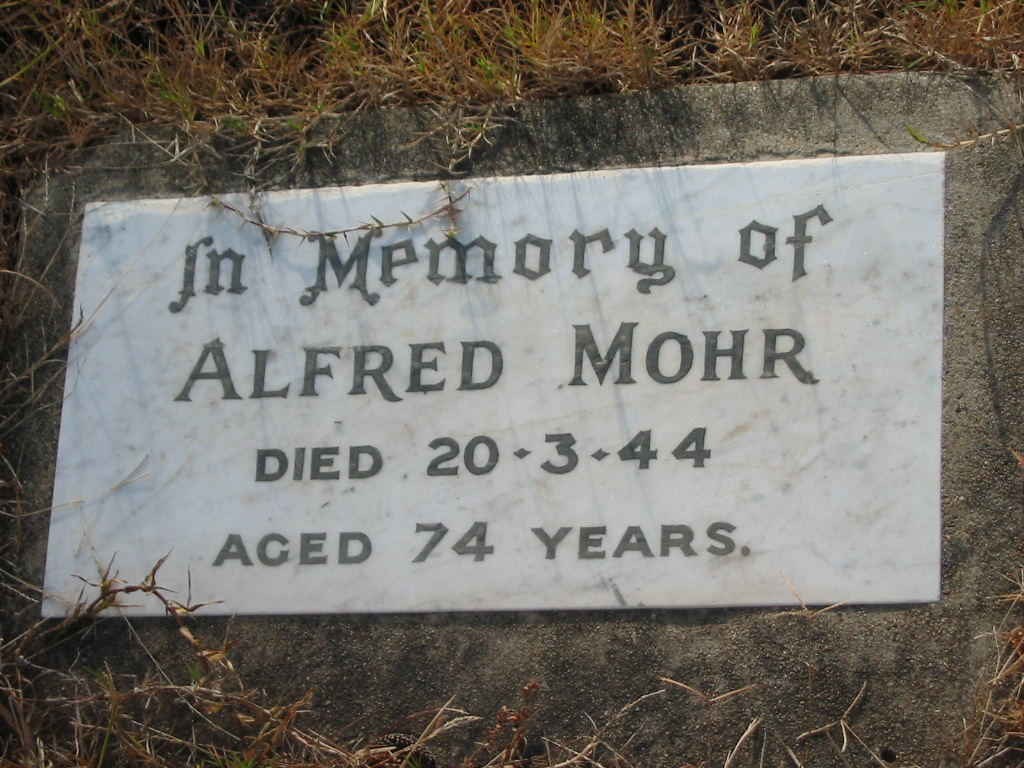 In Memory of
ALFRED MOHR
DIED 20·3·44
AGED 74 YEARS.